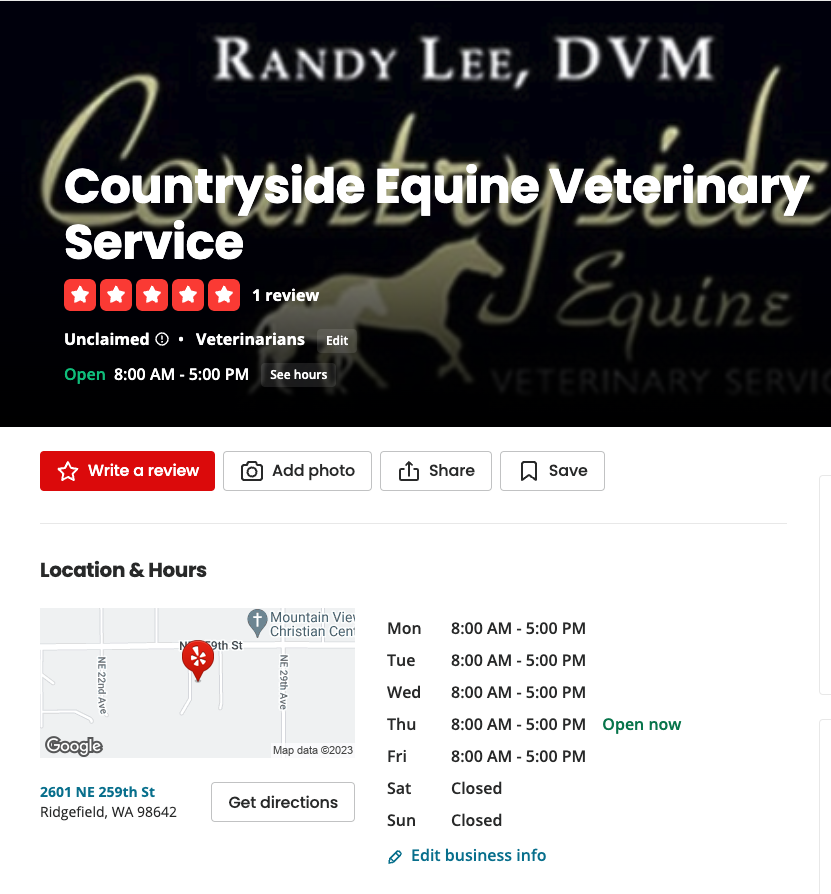 RANDY LEE, DVM
Countryside
Countryside Equine Veterinary
Service
Equine
1 review
Unclaimed • Veterinarians Edit
VETERINARY SERVIC
Open 8:00 AM - 5:00 PM See hours
Write a review Add photo Share Save
Location & Hours
Mountain View
Christian Cent
NE 259th St
NE 22nd Ave
NE 29th Ave
Google
Map data ©2023
2601 NE 259th St
Ridgefield, WA 98642
Get directions
Mon 8:00 AM - 5:00 PM
Tue 8:00 AM - 5:00 PM
Wed 8:00 AM - 5:00 PM
Thu 8:00 AM - 5:00 PM Open now
Fri 8:00 AM - 5:00 PM
Sat Closed
Sun Closed
Edit business info